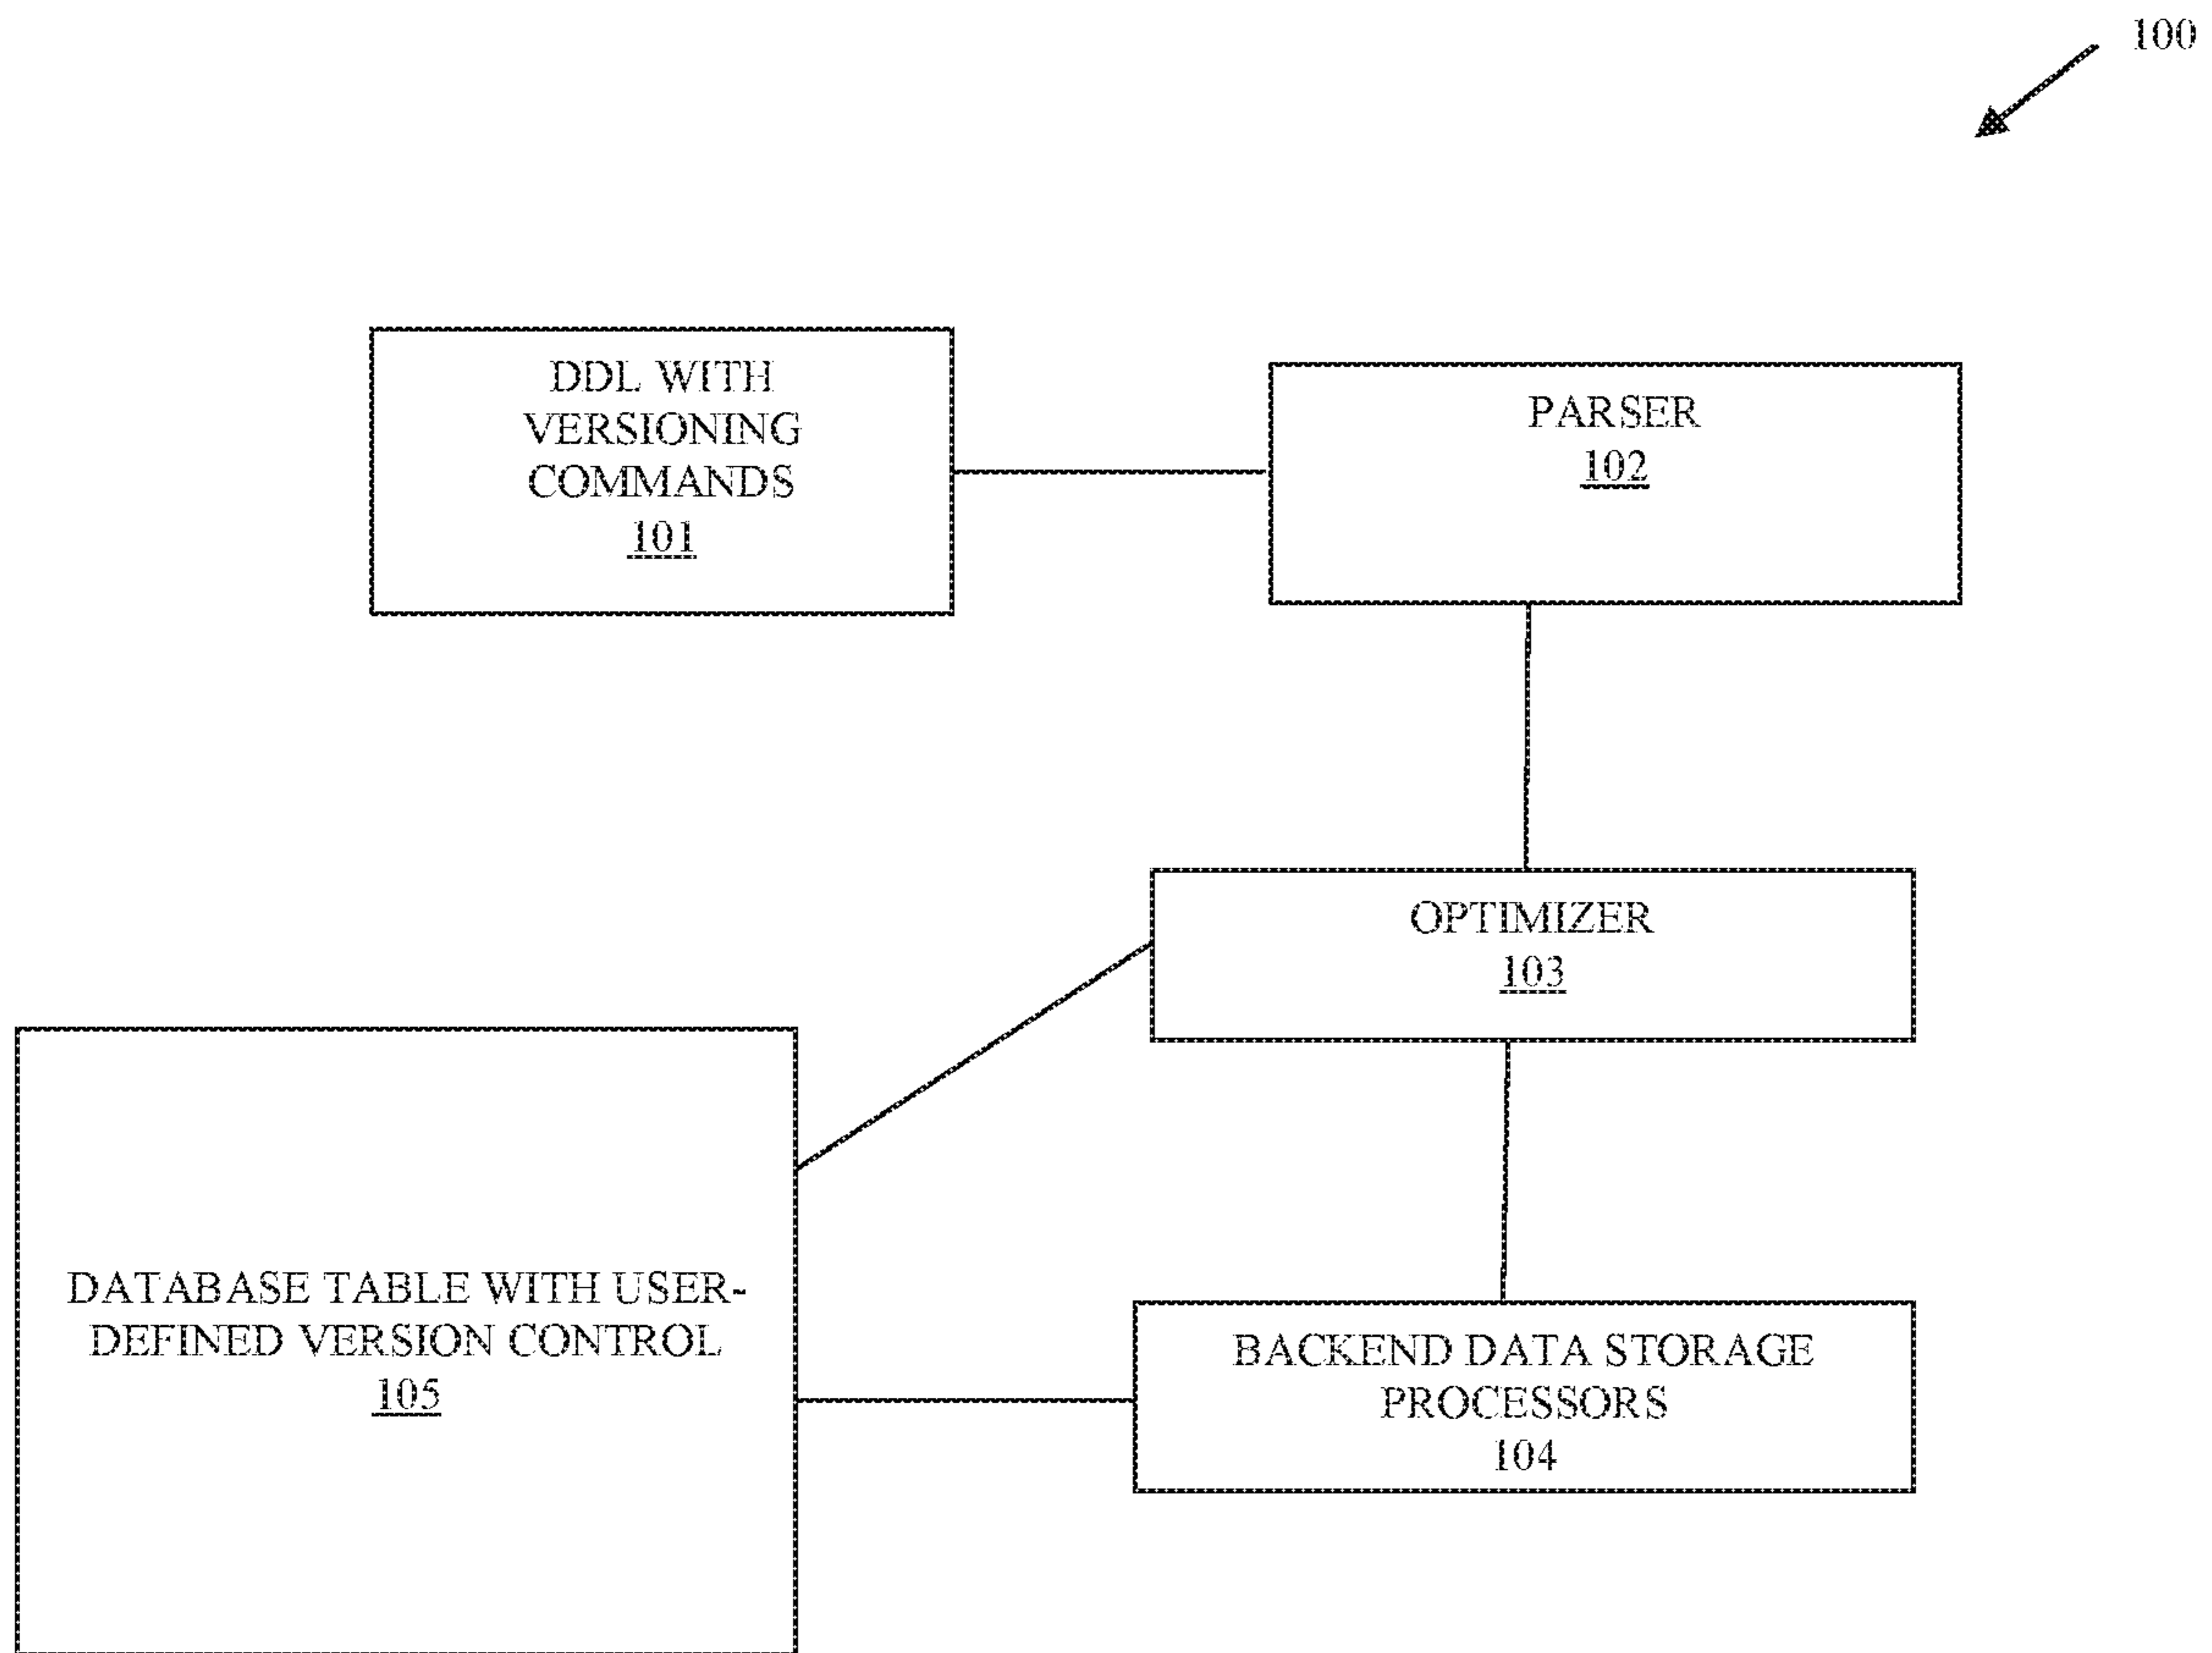 100
DDL WITH
VERSIONING
COMMANDS
101
PARSER
102
OPTIMIZER
103
DATABASE TABLE WITH USER-
DEFINED VERSION CONTROL
105
BACKEND DATA STORAGE
PROCESSORS
104